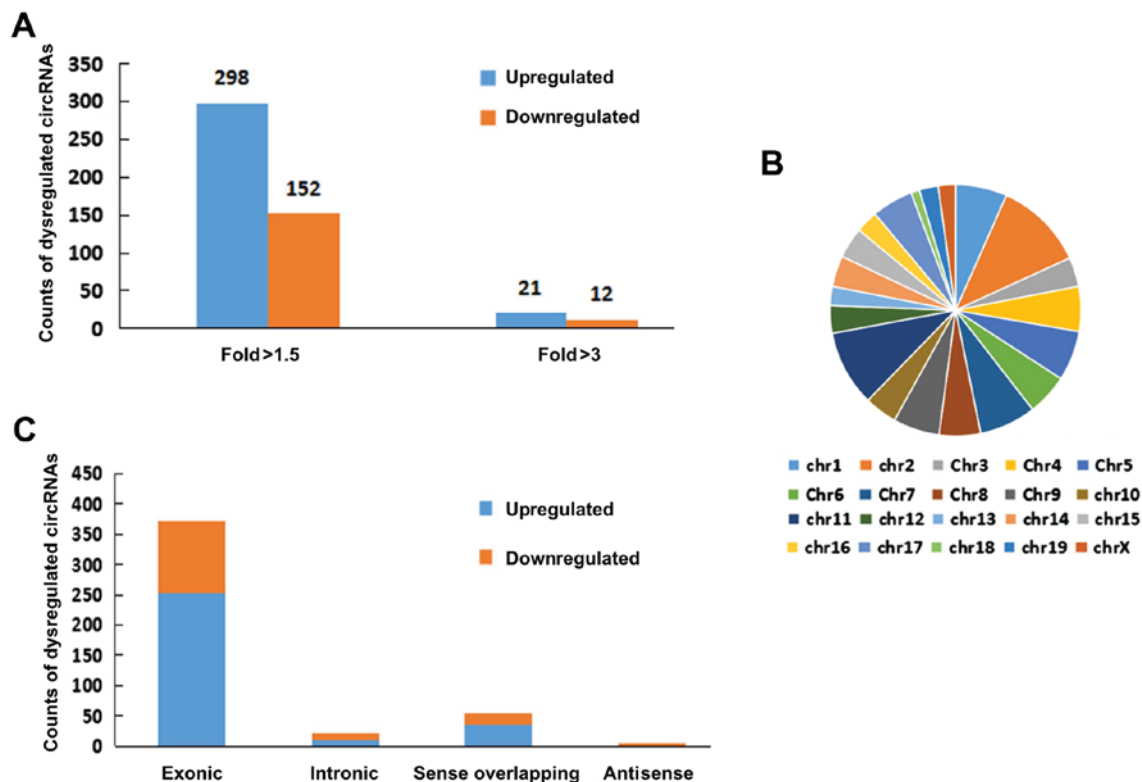 A
Counts of dysregulated circRNAs
350
300
250
200
150
100
50
0
298
152
21
12
Upregulated
Downregulated
Fold>1.5
Fold>3
B
chr1 chr2 Chr3 Chr4 Chr5
Chr6 Chr7 Chr8 Chr9 chr10
chr11 chr12 chr13 chr14 chr15
chr16 chr17 chr18 chr19 chrX
C
Counts of dysregulated circRNAs
450
400
350
300
250
200
150
100
50
0
Upregulated
Downregulated
Exonic Intronic Sense overlapping Antisense